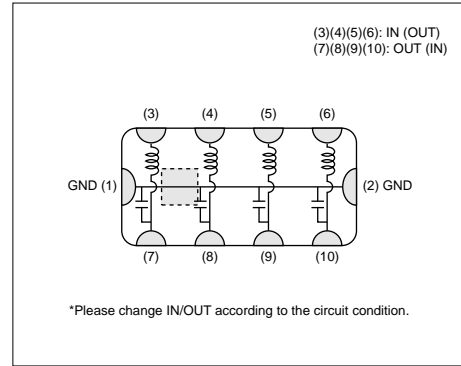 (3)(4)(5)(6): IN (OUT)
(7)(8)(9)(10): OUT (IN)
(3) (4) (5) (6)
GND (1) (2) GND
(7) (8) (9) (10)
*Please change IN/OUT according to the circuit condition.